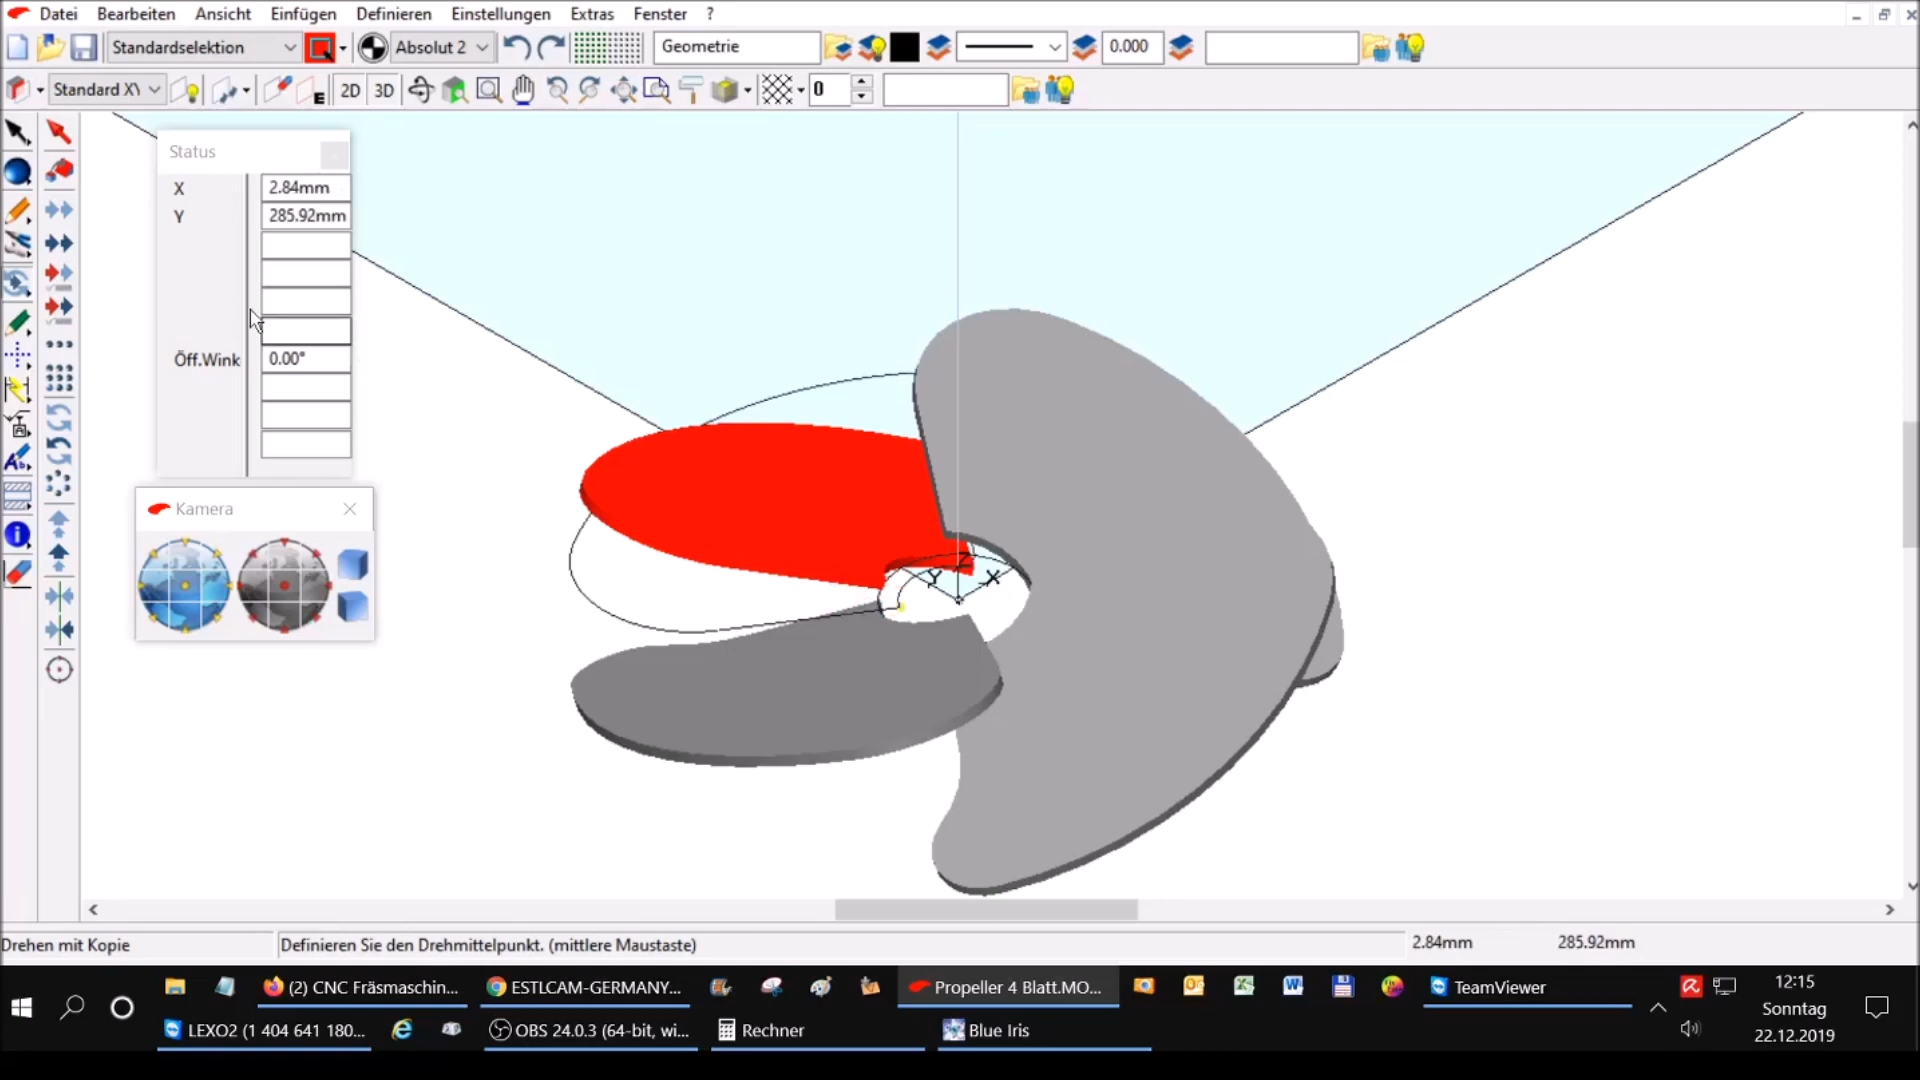 Datei Bearbeiten Ansicht Einfügen Definieren Einstellungen Extras Fenster ?
Standardselektion Absolut 2 Geometrie 0.000
Standard X\ E 2D 3D 0
Status
X 2.84mm
Y 285.92mm
Öff.Wink 0.00°
Kamera
Y Z X
Drehen mit Kopie Definieren Sie den Drehmittelpunkt. (mittlere Maustaste) 2.84mm 285.92mm
(2) CNC Fräsmaschin... ESTLCAM-GERMANY... Propeller 4 Blatt.MO... TeamViewer 12:15
Sonntag
LEXO2 (1 404 641 180... OBS 24.0.3 (64-bit, wi... Rechner Blue Iris 22.12.2019